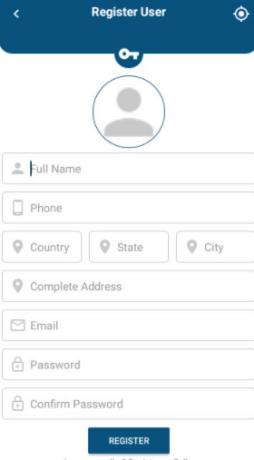 Register User
Full Name
Phone
Country State City
Complete Address
Email
Password
Confirm Password
REGISTER